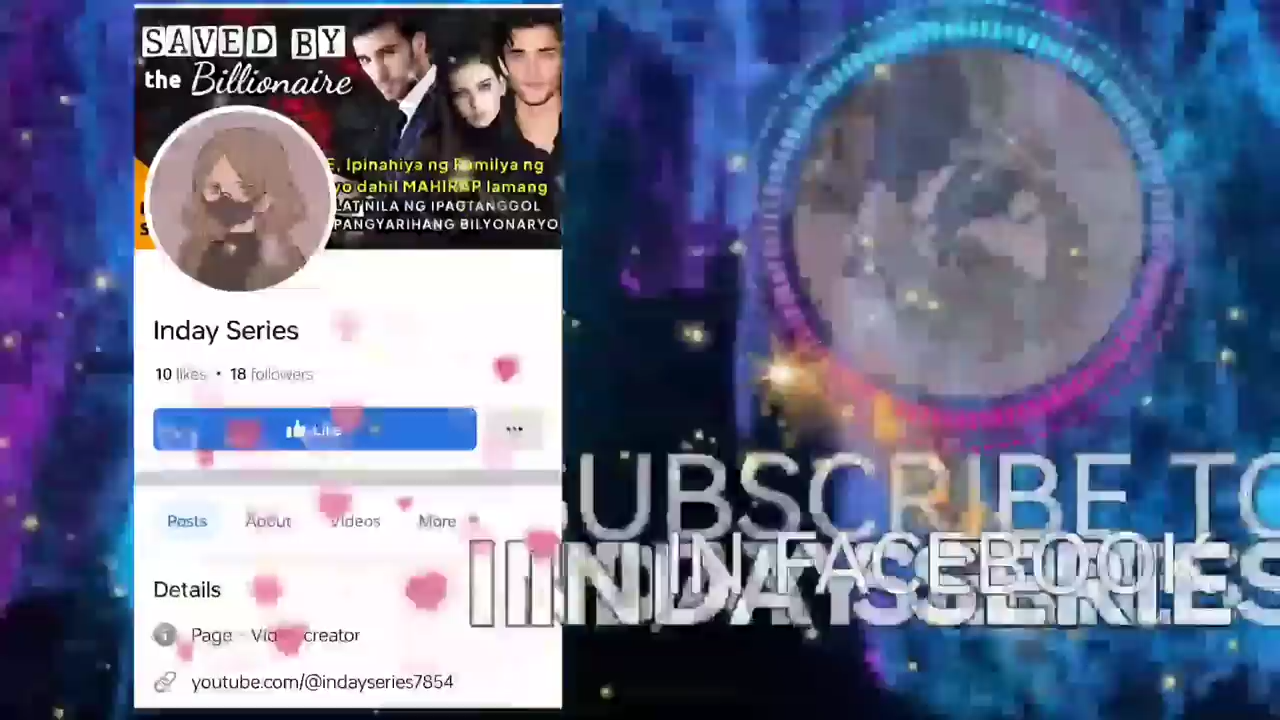 SAVED BY
the Billionaire
E, Ipinahiya ng Pamilya ng
yo dahil MAHIRAP lamang
LAT NILA NG IPAGTANGGOL
PANGYARIHANG BILYONARYO
Inday Series
10 likes • 18 followers
Like
Posts About Videos More
Details
Page - Video creator
youtube.com/@indayseries7854
SUBSCRIBE TO
IN FACEBOOK
INDAY SERIES